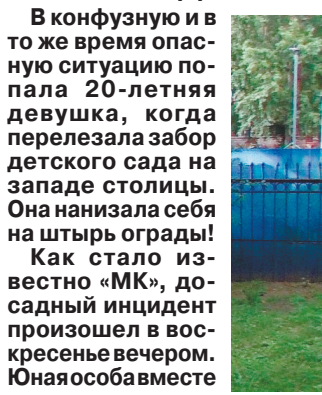 В конфузную и в
то же время опас-
ную ситуацию по-
пала 20-летняя
девушка, когда
перелезала забор
детского сада на
западе столицы.
Она нанизала себя
на штырь ограды!
Как стало из-
вестно «МК», до-
садный инцидент
произошел в вос-
кресенье вечером.
Юная особа вместе